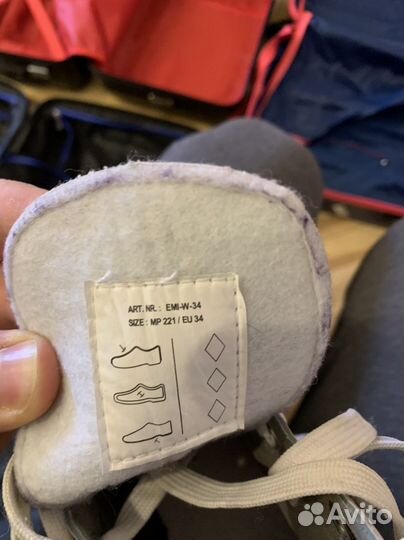 ART. NR. : EMI-W-34
SIZE : MP 221 / EU 34
Avito